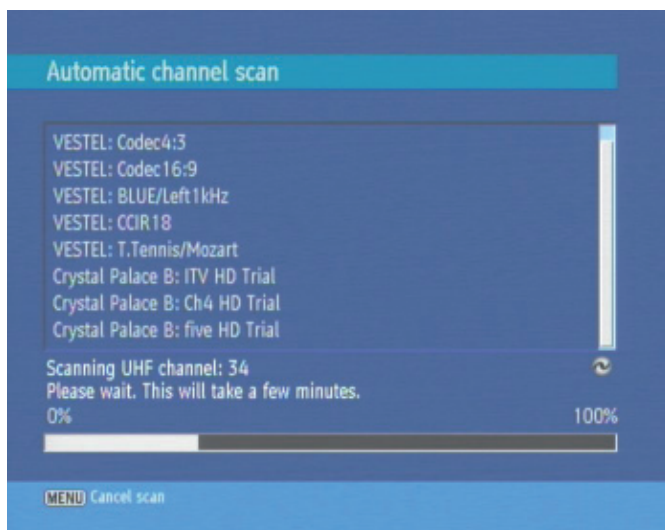 Automatic channel scan
VESTEL: Codec4:3
VESTEL: Codec16:9
VESTEL: BLUE/Left1kHz
VESTEL: CCIR18
VESTEL: T.Tennis/Mozart
Crystal Palace B: ITV HD Trial
Crystal Palace B: Ch4 HD Trial
Crystal Palace B: five HD Trial
Scanning UHF channel: 34
Please wait. This will take a few minutes.
0% 100%
MENU Cancel scan